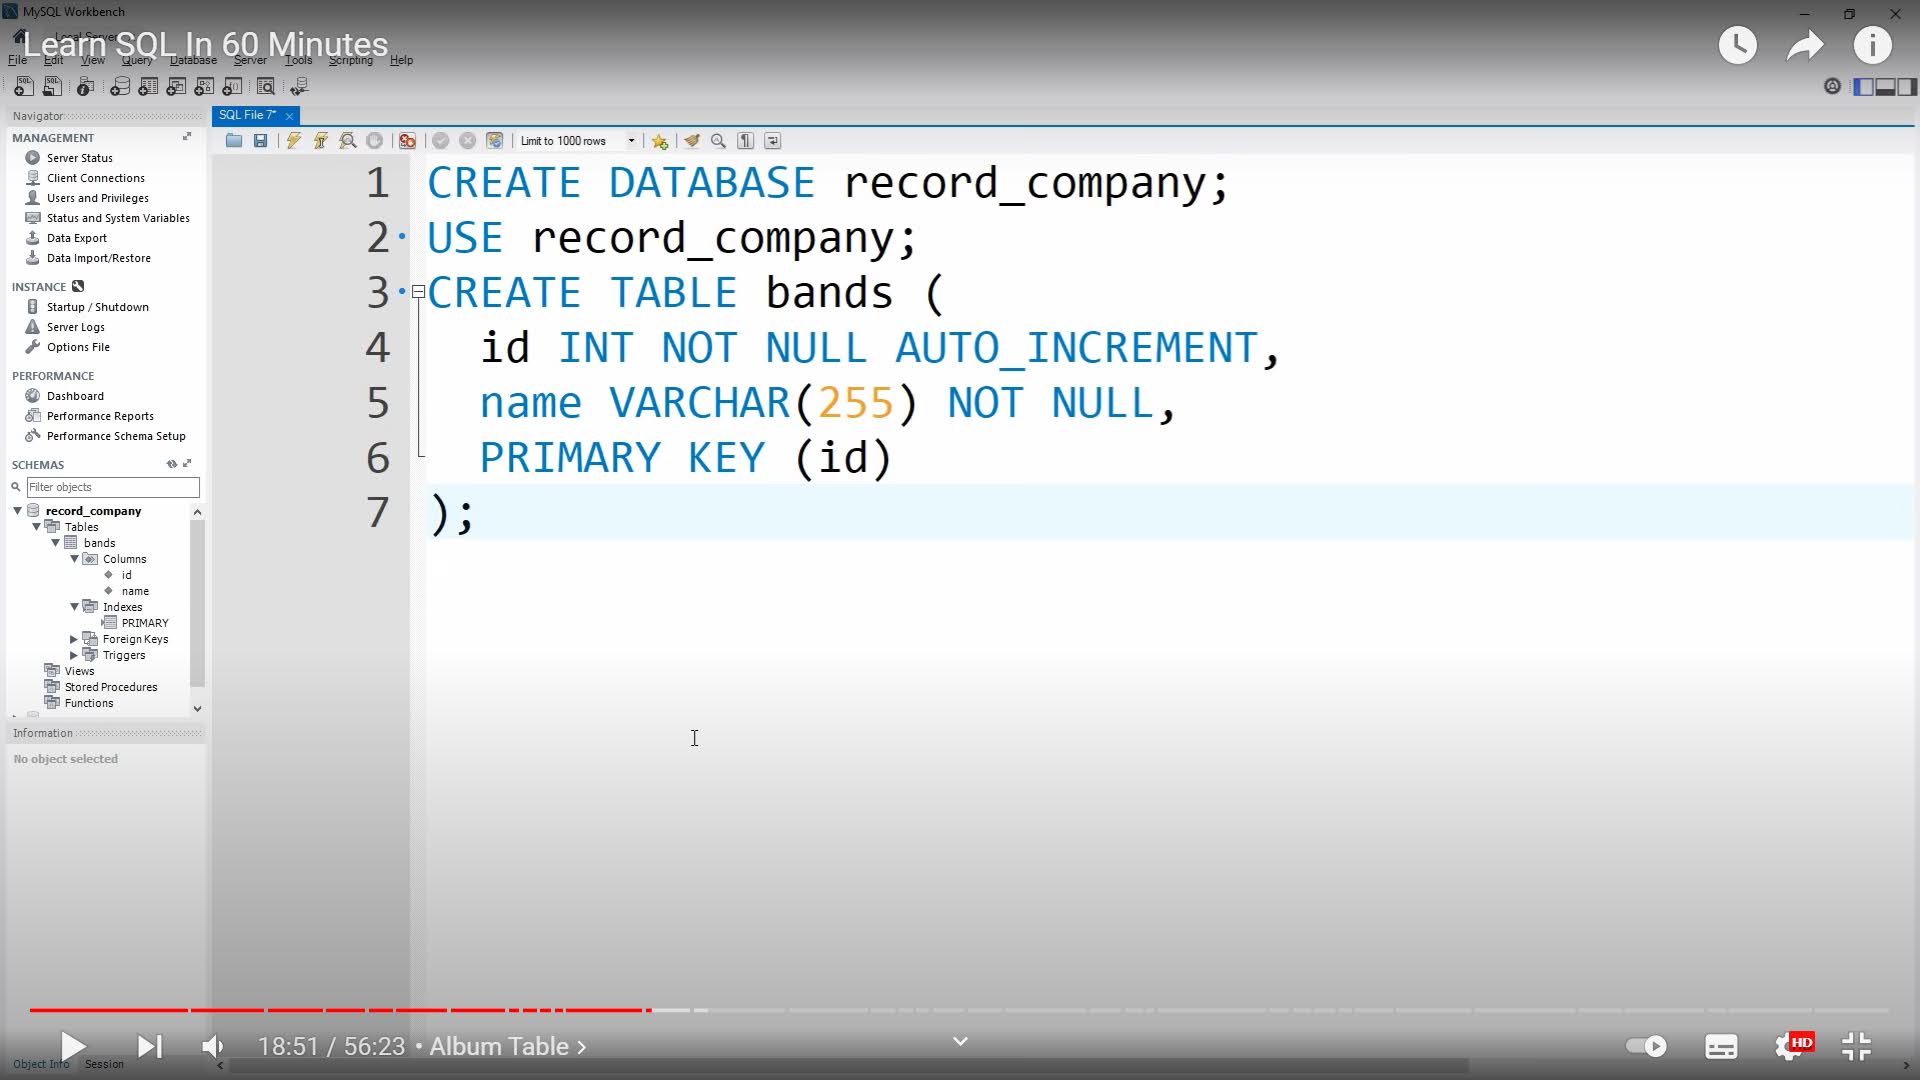 MySQL Workbench
Local Server
Learn SQL In 60 Minutes
File Edit View Query Database Server Tools Scripting Help
Navigator
SQL File 7*
MANAGEMENT
Limit to 1000 rows
Server Status
Client Connections
Users and Privileges
Status and System Variables
Data Export
Data Import/Restore
INSTANCE
Startup / Shutdown
Server Logs
Options File
PERFORMANCE
Dashboard
Performance Reports
Performance Schema Setup
SCHEMAS
Filter objects
record_company
Tables
bands
Columns
id
name
Indexes
PRIMARY
Foreign Keys
Triggers
Views
Stored Procedures
Functions
Information
No object selected
1 CREATE DATABASE record_company;
2 USE record_company;
3 CREATE TABLE bands (
4 id INT NOT NULL AUTO_INCREMENT,
5 name VARCHAR(255) NOT NULL,
6 PRIMARY KEY (id)
7 );
18:51 / 56:23 • Album Table
HD
Object Info Session